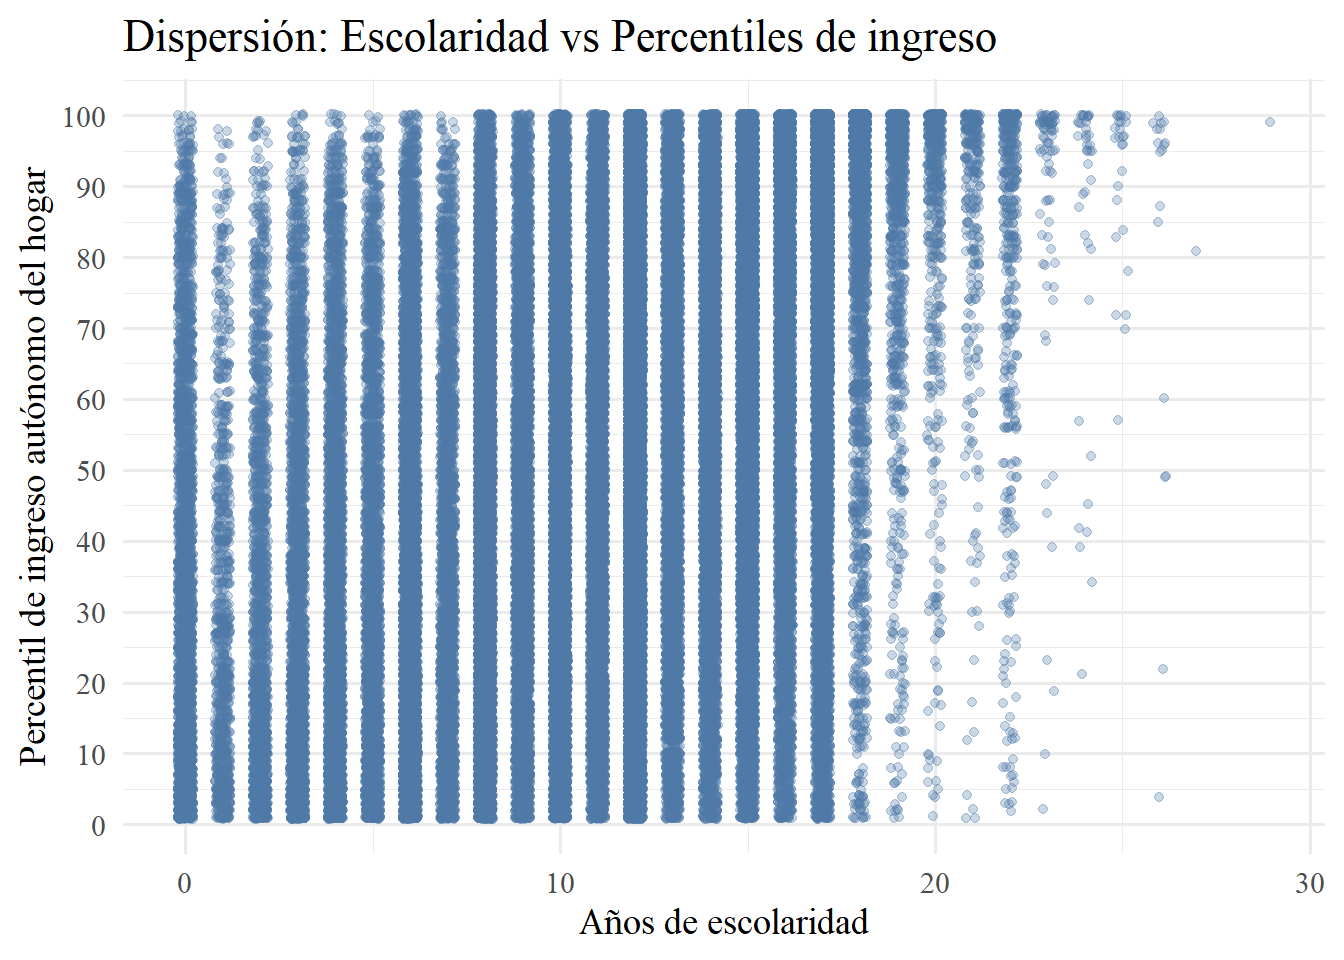 Dispersión: Escolaridad vs Percentiles de ingreso
Percentil de ingreso autónomo del hogar
100
90
80
70
60
50
40
30
20
10
0
0 10 20 30
Años de escolaridad